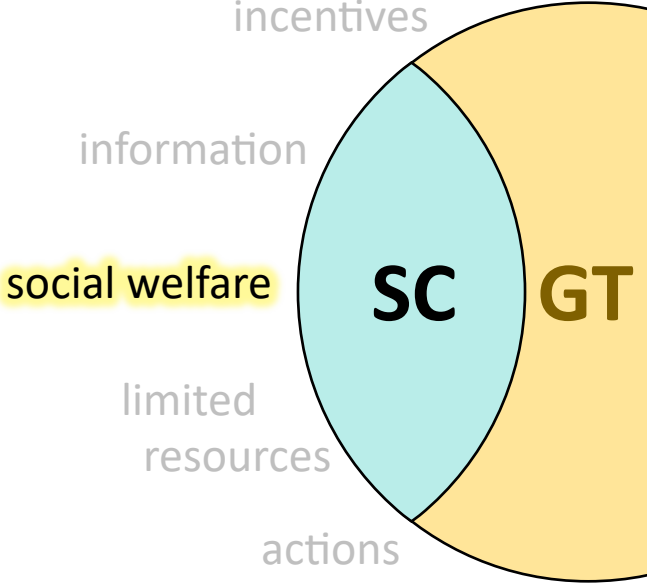 incentives
information
social welfare
SC
GT
limited
resources
actions